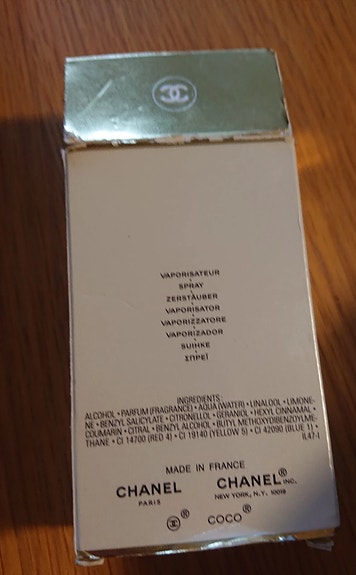 VAPORISATEUR
SPRAY
ZERSTÄUBER
VAPORISATOR
VAPORIZZATORE
VAPORIZADOR
SUIHKE
ΣΠΡΕΪ
INGREDIENTS:
ALCOHOL • PARFUM (FRAGRANCE) • AQUA (WATER) • LINALOOL • LIMONE-
NE • BENZYL SALICYLATE • CITRONELLOL • GERANIOL • HEXYL CINNAMAL •
COUMARIN • CITRAL • BENZYL ALCOHOL • BUTYL METHOXYDIBENZOYLME-
THANE • CI 14700 (RED 4) • CI 19140 (YELLOW 5) • CI 42090 (BLUE 1) •
IL47-I
MADE IN FRANCE
CHANEL CHANEL® INC.
PARIS NEW YORK, N.Y. 10019
® COCO®